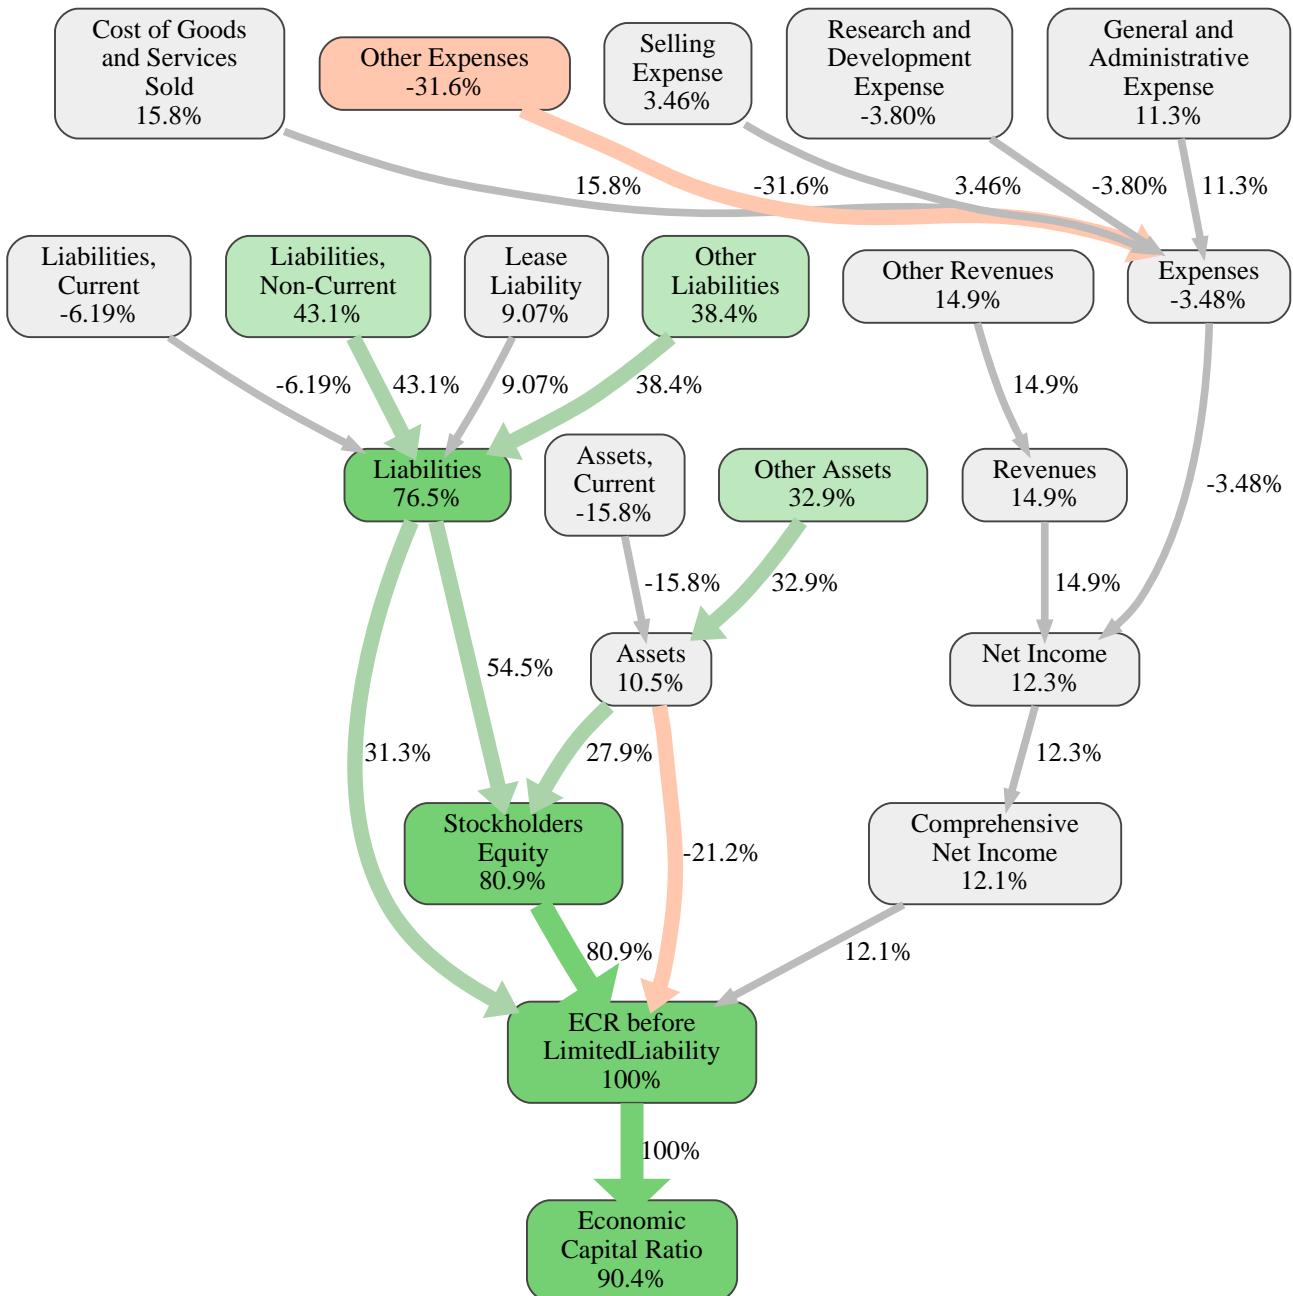 Cost of Goods
and Services
Sold
15.8%
Other Expenses
-31.6%
Selling
Expense
3.46%
Research and
Development
Expense
-3.80%
General and
Administrative
Expense
11.3%
15.8%
-31.6%
3.46%
-3.80%
11.3%
Liabilities,
Current
-6.19%
Liabilities,
Non-Current
43.1%
Lease
Liability
9.07%
Other
Liabilities
38.4%
Other Revenues
14.9%
Expenses
-3.48%
-6.19%
43.1%
9.07%
38.4%
14.9%
Liabilities
76.5%
Assets,
Current
-15.8%
Other Assets
32.9%
Revenues
14.9%
-3.48%
-15.8%
32.9%
14.9%
54.5%
Assets
10.5%
Net Income
12.3%
31.3%
27.9%
12.3%
Stockholders
Equity
80.9%
-21.2%
Comprehensive
Net Income
12.1%
80.9%
12.1%
ECR before
LimitedLiability
100%
100%
Economic
Capital Ratio
90.4%